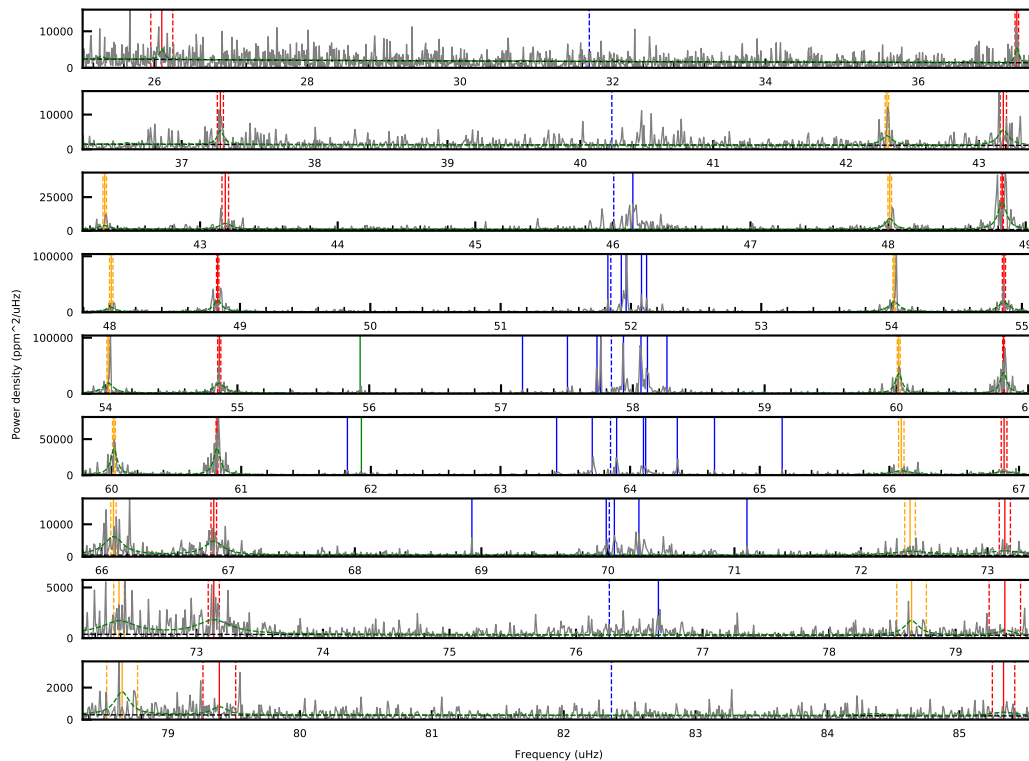 10000
0
26 28 30 32 34 36
10000
0
37 38 39 40 41 42 43
25000
0
43 44 45 46 47 48 49
100000
0
48 49 50 51 52 53 54 55
100000
0
54 55 56 57 58 59 60 6
50000
0
60 61 62 63 64 65 66 67
10000
0
66 67 68 69 70 71 72 73
5000
0
73 74 75 76 77 78 79
2000
0
79 80 81 82 83 84 85
Power density (ppm^2/uHz)
Frequency (uHz)